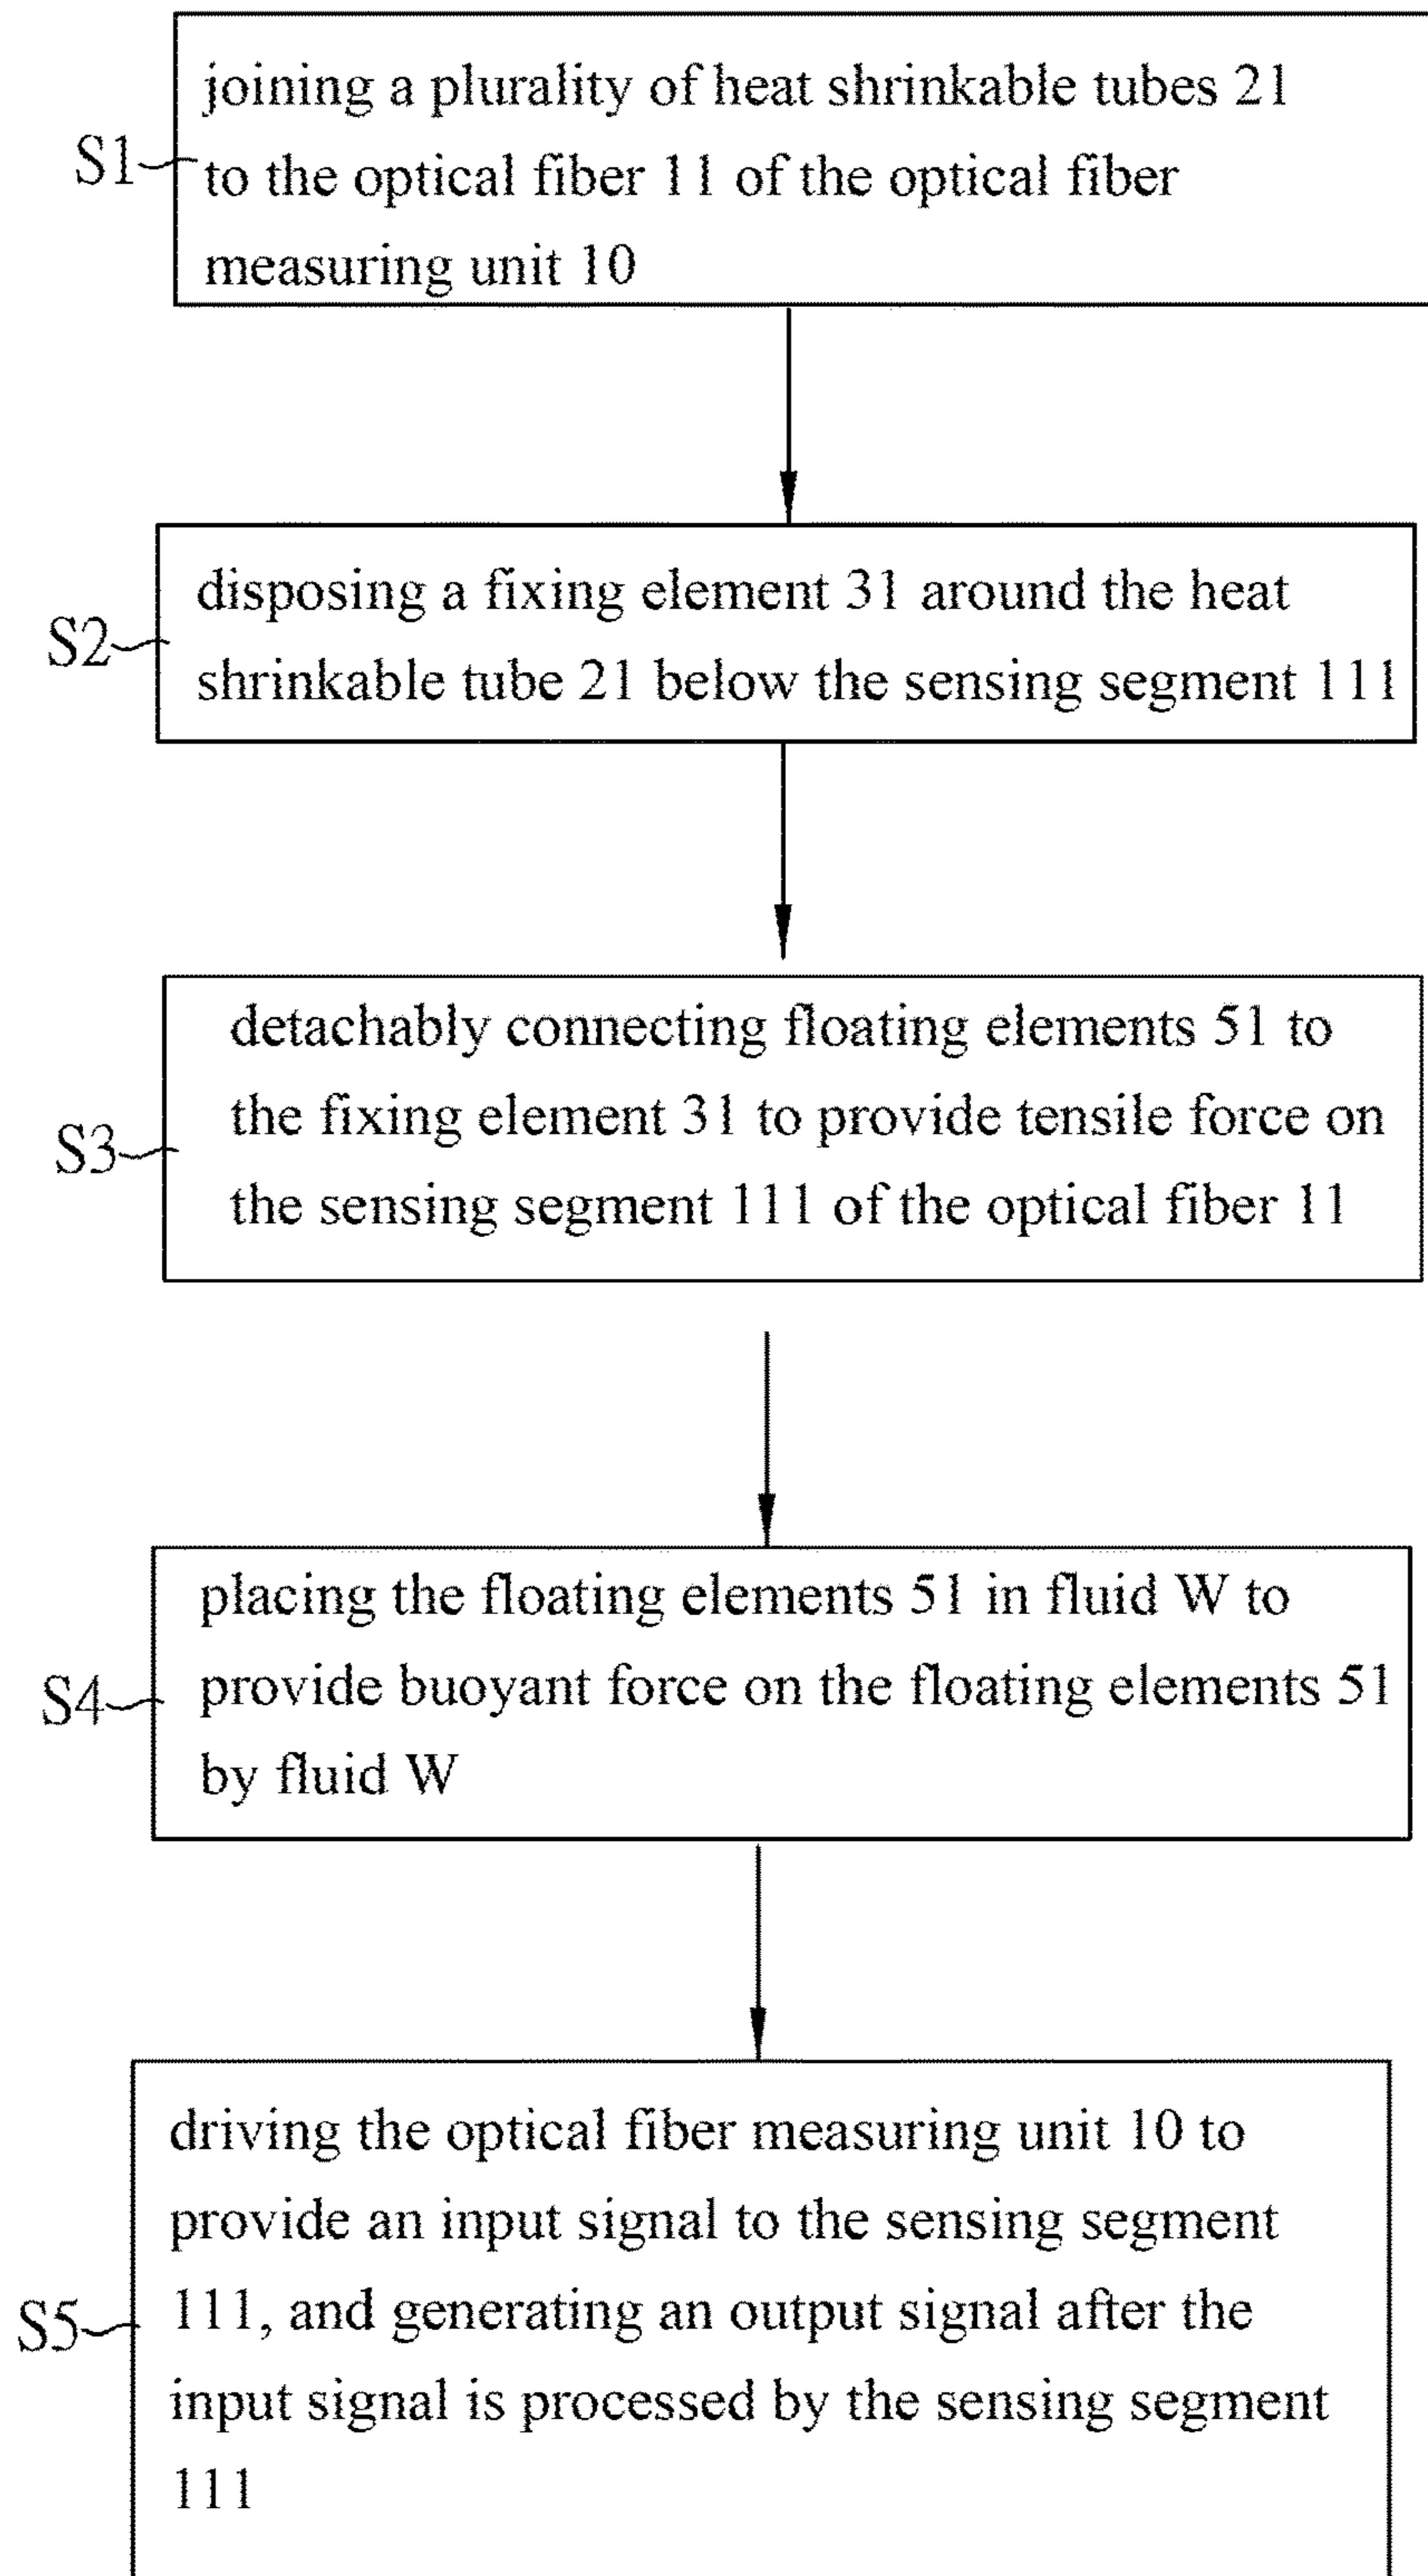 joining a plurality of heat shrinkable tubes 21
S1
to the optical fiber 11 of the optical fiber
measuring unit 10
disposing a fixing element 31 around the heat
S2
shrinkable tube 21 below the sensing segment 111
detachably connecting floating elements 51 to
the fixing element 31 to provide tensile force on
S3
the sensing segment 111 of the optical fiber 11
placing the floating elements 51 in fluid W to
provide buoyant force on the floating elements 51
S4
by fluid W
driving the optical fiber measuring unit 10 to
provide an input signal to the sensing segment
S5
111, and generating an output signal after the
input signal is processed by the sensing segment
111